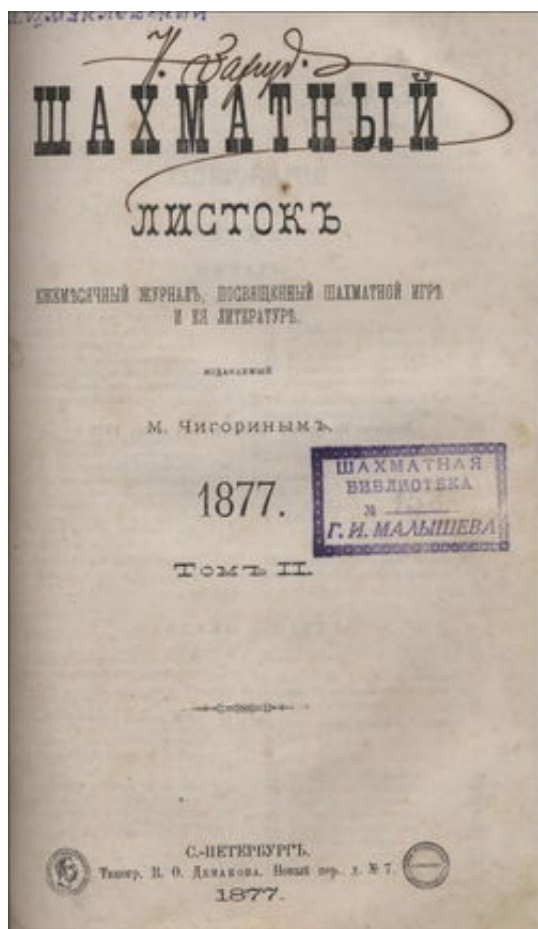 ШАХМАТНЫЙ
ЛИСТОКЪ
ЕЖЕМѢСЯЧНЫЙ ЖУРНАЛЪ, ПОСВЯЩЕННЫЙ ШАХМАТНОЙ ИГРѢ
И ЕЯ ЛИТЕРАТУРѢ.
ИЗДАВАЕМЫЙ
М. Чигоринымъ.
1877.
ШАХМАТНАЯ
БИБЛИОТЕКА
№
Г. И. МАЛЫШЕВА
Томъ II.
С.-ПЕТЕРБУРГЪ.
Типогр. В. О. Демакова. Новый пер. д. № 7.
1877.